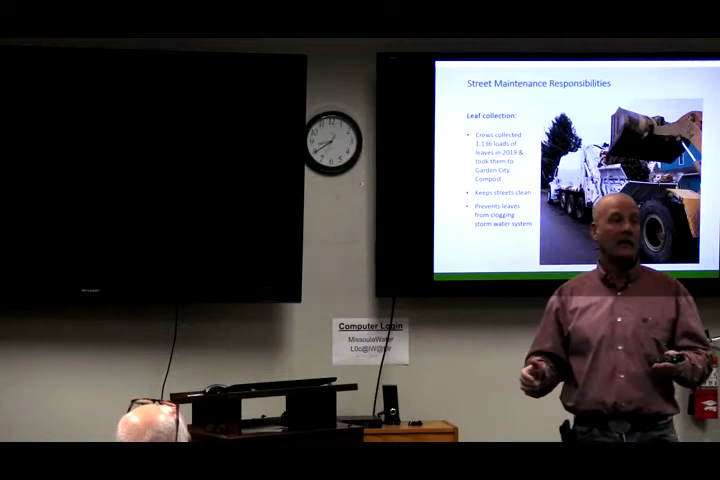 Street Maintenance Responsibilities
Leaf collection:
• Crews collected
1,136 loads of
leaves in 2019 &
took them to
Garden City
Compost
• Keeps streets clean
• Prevents leaves
from clogging
storm water system
Computer Login
MissoulaWater